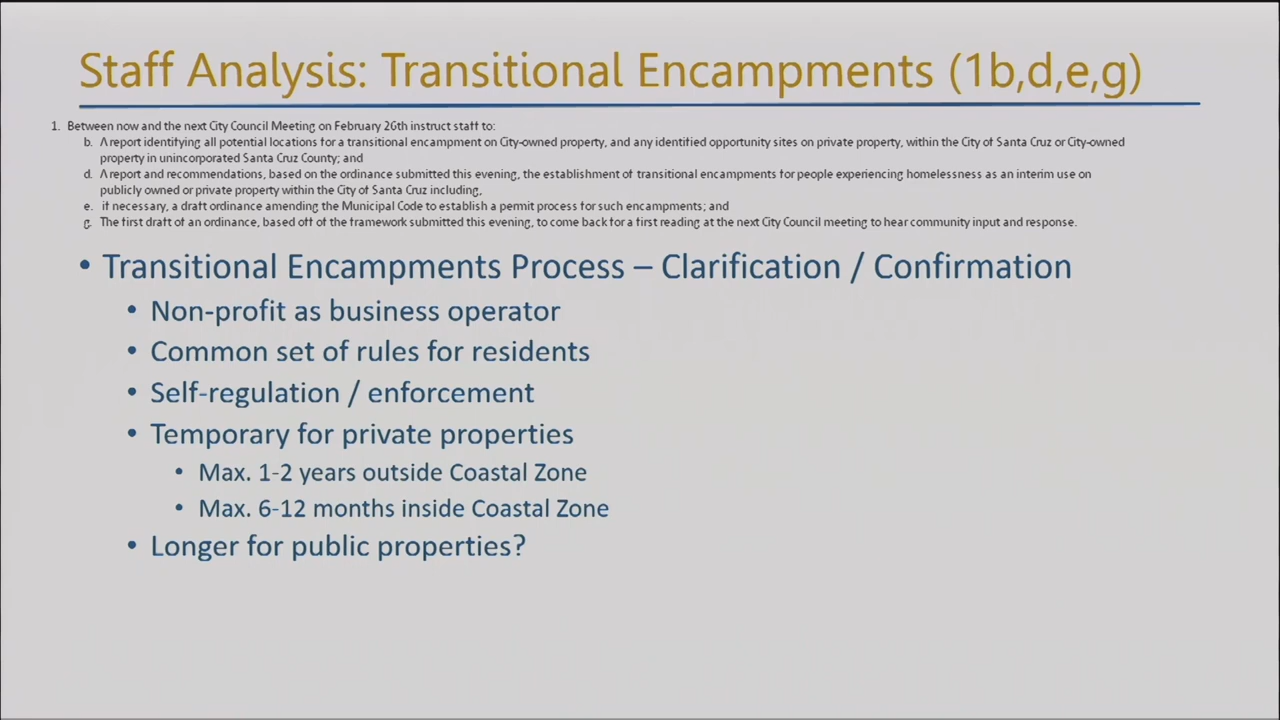 Staff Analysis: Transitional Encampments (1b,d,e,g)
1. Between now and the next City Council Meeting on February 26th instruct staff to:
b. A report identifying all potential locations for a transitional encampment on City-owned property, and any identified opportunity sites on private property, within the City of Santa Cruz or City-owned
property in unincorporated Santa Cruz County; and
d. A report and recommendations, based on the ordinance submitted this evening, the establishment of transitional encampments for people experiencing homelessness as an interim use on
publicly owned or private property within the City of Santa Cruz including,
e. if necessary, a draft ordinance amending the Municipal Code to establish a permit process for such encampments; and
g. The first draft of an ordinance, based off of the framework submitted this evening, to come back for a first reading at the next City Council meeting to hear community input and response.
• Transitional Encampments Process – Clarification / Confirmation
• Non-profit as business operator
• Common set of rules for residents
• Self-regulation / enforcement
• Temporary for private properties
• Max. 1-2 years outside Coastal Zone
• Max. 6-12 months inside Coastal Zone
• Longer for public properties?